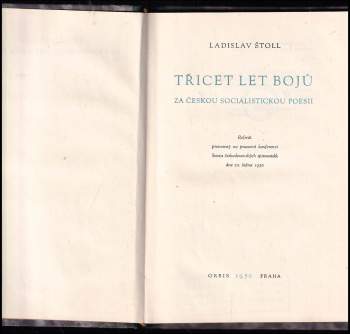 LADISLAV ŠTOLL
TŘICET LET BOJŮ
ZA ČESKOU SOCIALISTICKOU POESII
Referát
přednesený na pracovní konferenci
Svazu československých spisovatelů
dne 22. ledna 1950
ORBIS 1950 PRAHA